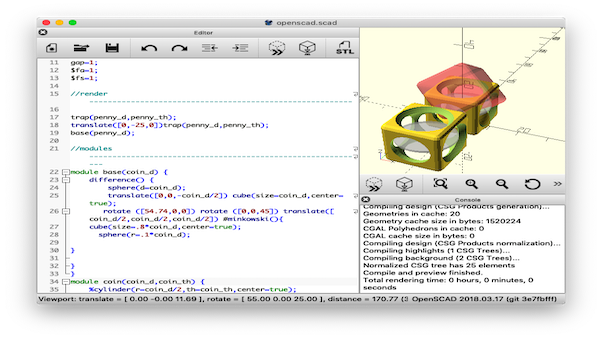 openscad.scad
Editor
STL
11 gap=1;
12 $fa=1;
13 $fs=1;
14
15 //render
--------------------------------------------------------------
16
17 trap(penny_d,penny_th);
18 translate([0,-25,0])trap(penny_d,penny_th);
19 base(penny_d);
20
21 //modules
--------------------------------------------------------------
---
22 module base(coin_d) {
23 difference() {
24 sphere(d=coin_d);
25 translate([0,0,-coin_d/2]) cube(size=coin_d,center=
true);
26 rotate ([54.74,0,0]) rotate ([0,0,45]) translate([
coin_d/2,coin_d/2,coin_d/2]) #minkowski(){
27 cube(size=.8*coin_d,center=true);
28 sphere(r=.1*coin_d);
29
30 }
31
32 }
33 }
34 module coin(coin_d,coin_th){
35 %cylinder(r=coin_d/2,th=coin_th,center=true);
Console
Compiling design (CSG Products generation)...
Geometries in cache: 20
Geometry cache size in bytes: 1520224
CGAL Polyhedrons in cache: 0
CGAL cache size in bytes: 0
Compiling design (CSG Products normalization)...
Compiling highlights (1 CSG Trees)...
Compiling background (2 CSG Trees)...
Normalized CSG tree has 25 elements
Compile and preview finished.
Total rendering time: 0 hours, 0 minutes, 0
seconds
Viewport: translate = [ 0.00 -0.00 11.69 ], rotate = [ 55.00 0.00 25.00 ], distance = 170.77 (3 OpenSCAD 2018.03.17 (git 3e7fbfff)